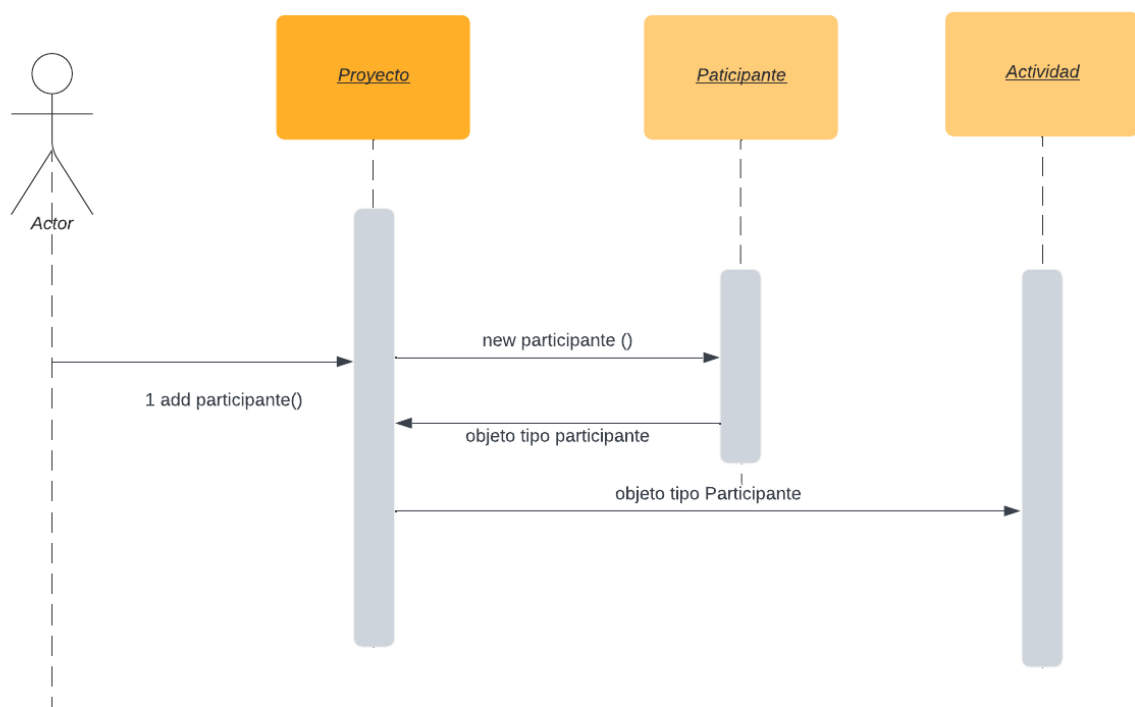 Proyecto
Paticipante
Actividad
Actor
new participante ()
1 add participante()
objeto tipo participante
objeto tipo Participante